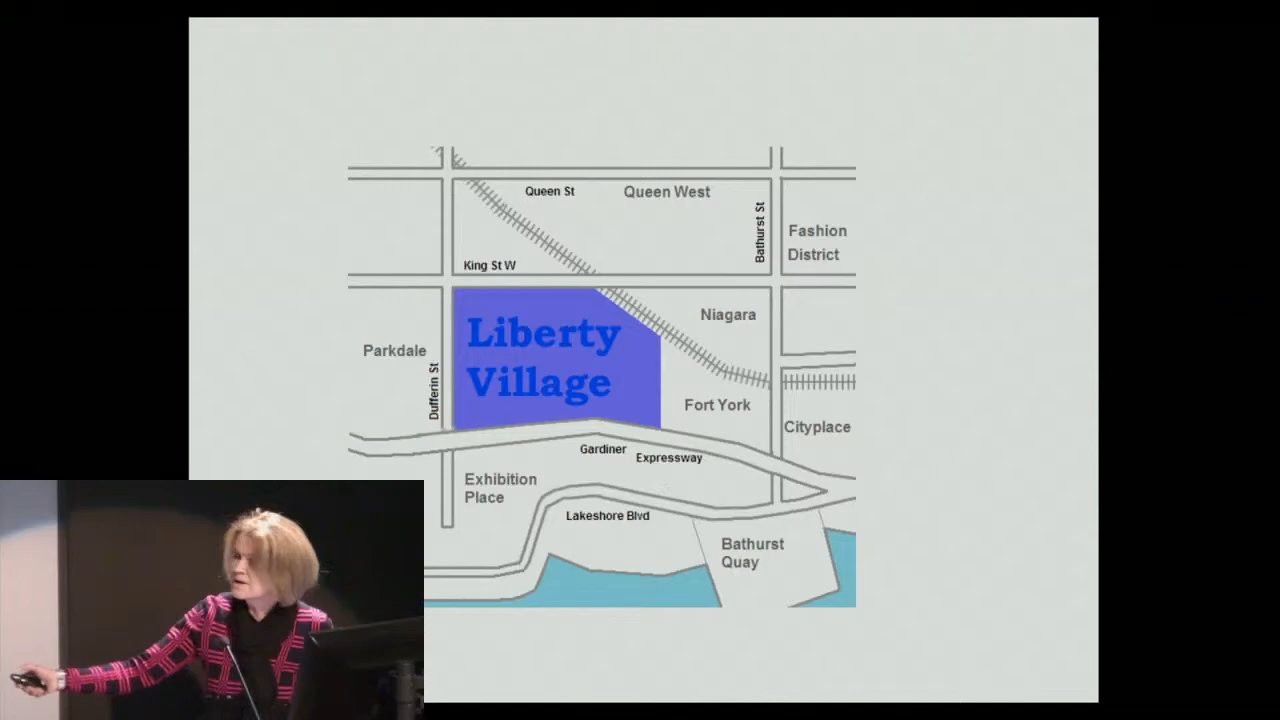 Queen St
Queen West
Bathurst St
Fashion
District
King St W
Liberty
Village
Niagara
Parkdale
Dufferin St
Fort York
Cityplace
Gardiner
Expressway
Exhibition
Place
Lakeshore Blvd
Bathurst
Quay